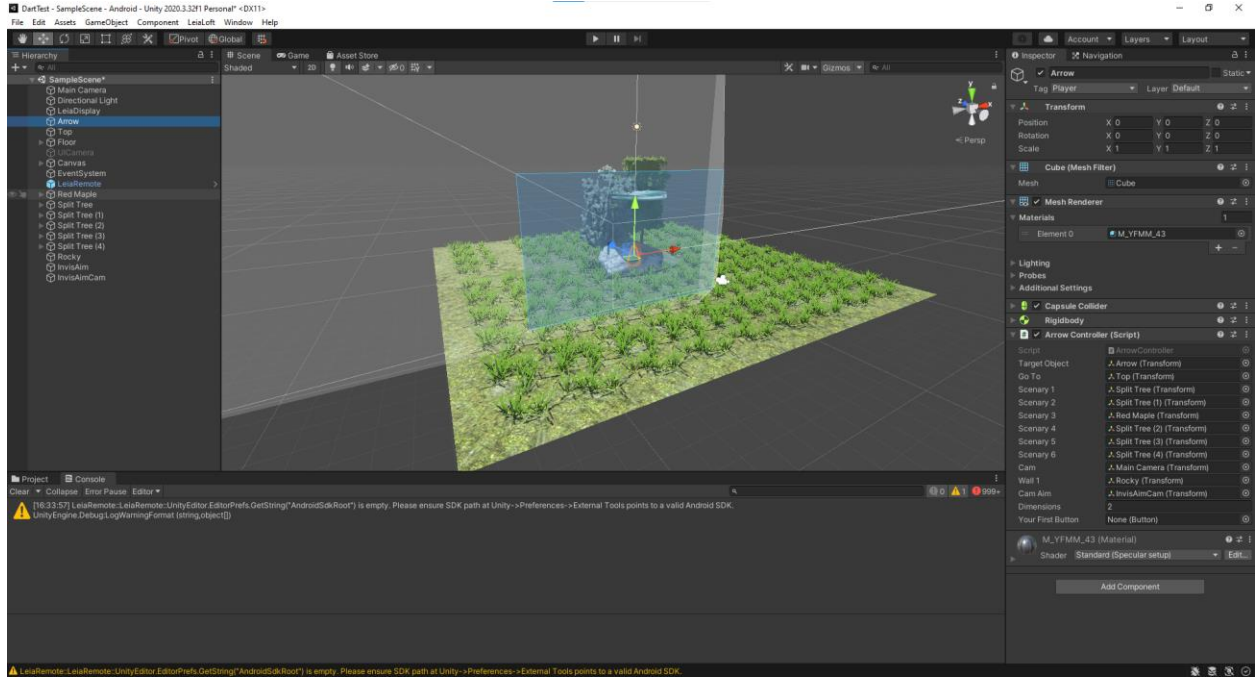 DartTest - SampleScene - Android - Unity 2020.3.32f1 Personal* <DX11>
File Edit Assets GameObject Component LeiaLoft Window Help
Pivot Global Account Layers Layout
Hierarchy
All
SampleScene*
Main Camera
Directional Light
LeiaDisplay
Arrow
Top
Floor
UICamera
Canvas
EventSystem
LeiaRemote
Red Maple
Split Tree
Split Tree (1)
Split Tree (2)
Split Tree (3)
Split Tree (4)
Rocky
InvisAim
InvisAimCam
Scene Game Asset Store
Shaded 2D 0 Gizmos All
y
z x
Persp
Project Console
Clear Collapse Error Pause Editor 0 1 999+
[16:33:57] LeiaRemote::LeiaRemote::UnityEditor.EditorPrefs.GetString("AndroidSdkRoot") is empty. Please ensure SDK path at Unity->Preferences->External Tools points to a valid Android SDK.
UnityEngine.Debug:LogWarningFormat (string,object[])
Inspector Navigation
Arrow Static
Tag Player Layer Default
Transform
Position X 0 Y 0 Z 0
Rotation X 0 Y 0 Z 0
Scale X 1 Y 1 Z 1
Cube (Mesh Filter)
Mesh Cube
Mesh Renderer
Materials 1
Element 0 M_YFMM_43
+ -
Lighting
Probes
Additional Settings
Capsule Collider
Rigidbody
Arrow Controller (Script)
Script ArrowController
Target Object Arrow (Transform)
Go To Top (Transform)
Scenary 1 Split Tree (Transform)
Scenary 2 Split Tree (1) (Transform)
Scenary 3 Red Maple (Transform)
Scenary 4 Split Tree (2) (Transform)
Scenary 5 Split Tree (3) (Transform)
Scenary 6 Split Tree (4) (Transform)
Cam Main Camera (Transform)
Wall 1 Rocky (Transform)
Cam Aim InvisAimCam (Transform)
Dimensions 2
Your First Button None (Button)
M_YFMM_43 (Material)
Shader Standard (Specular setup) Edit...
Add Component
LeiaRemote::LeiaRemote::UnityEditor.EditorPrefs.GetString("AndroidSdkRoot") is empty. Please ensure SDK path at Unity->Preferences->External Tools points to a valid Android SDK.